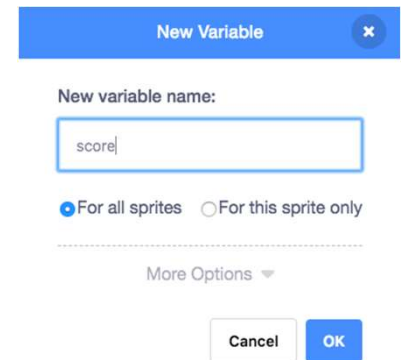 New Variable
New variable name:
score
For all sprites For this sprite only
More Options
Cancel OK